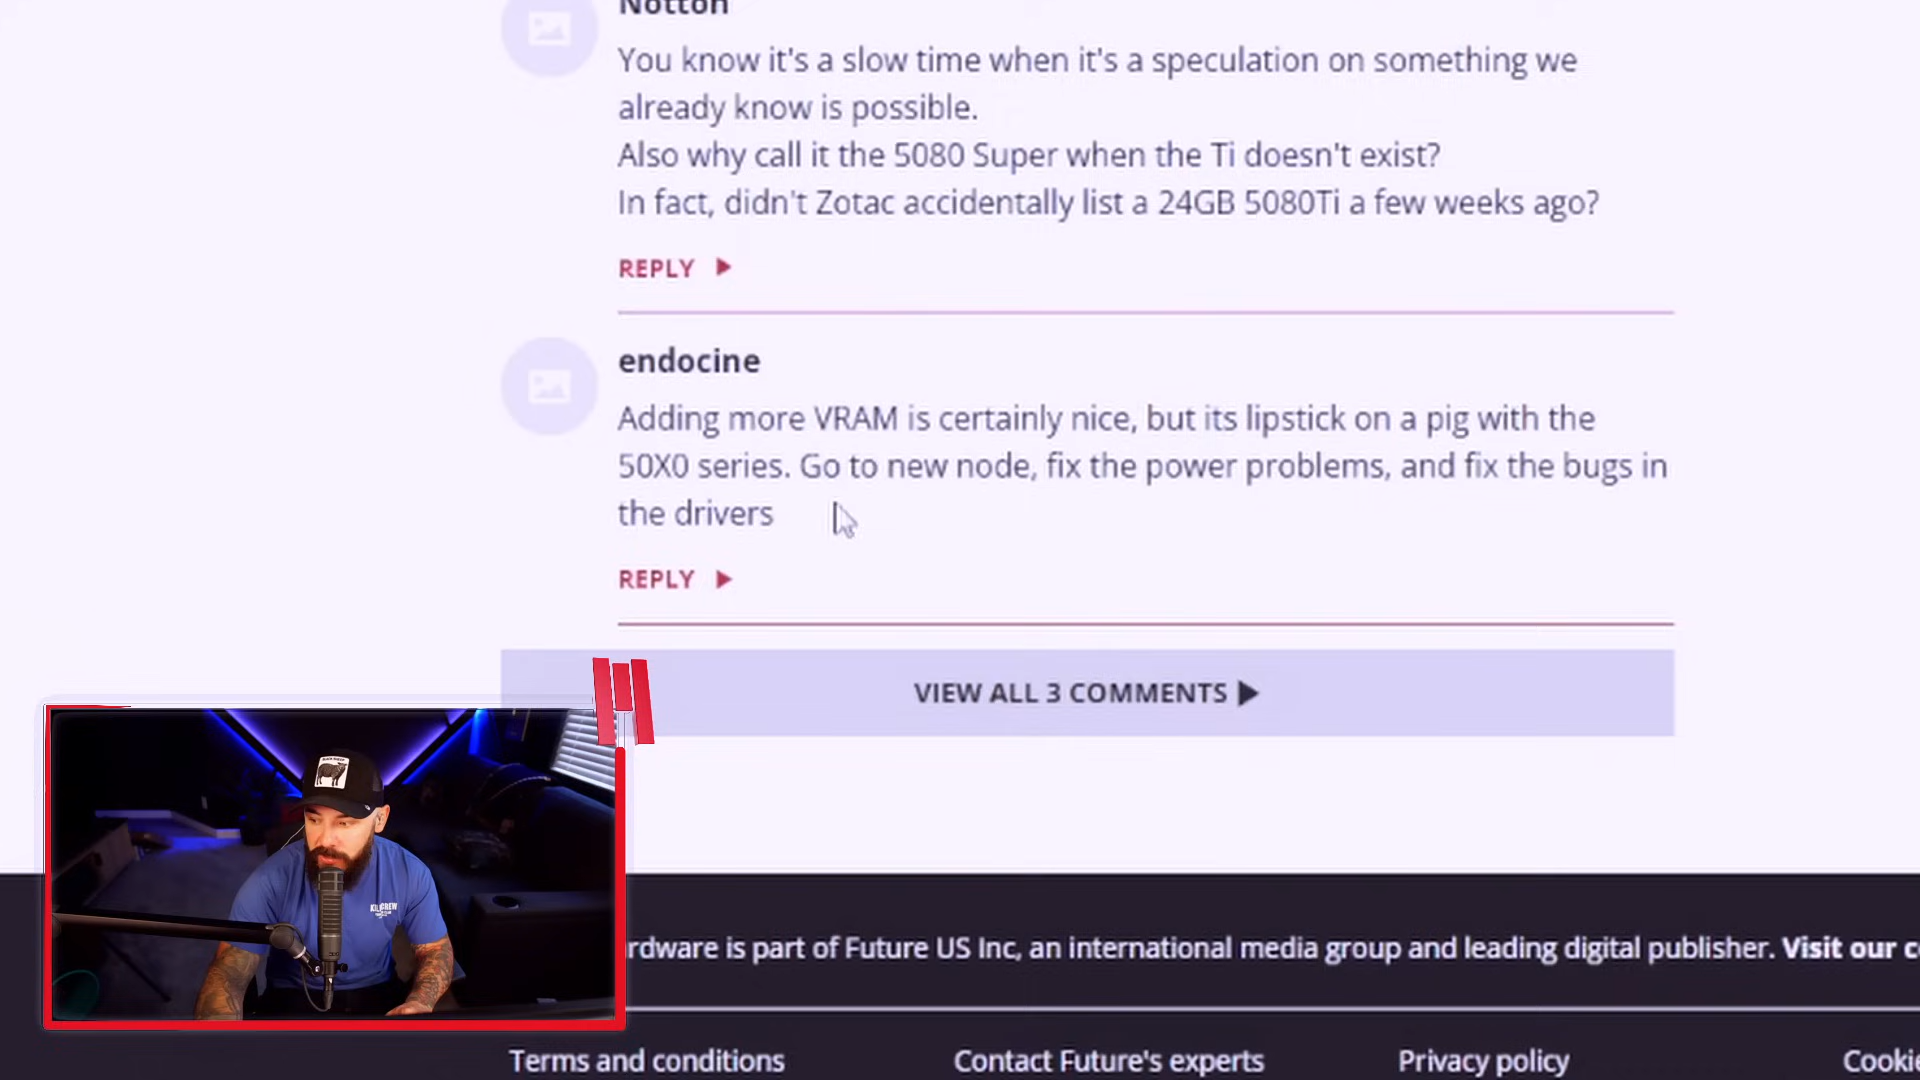 Notton
You know it's a slow time when it's a speculation on something we
already know is possible.
Also why call it the 5080 Super when the Ti doesn't exist?
In fact, didn't Zotac accidentally list a 24GB 5080Ti a few weeks ago?
REPLY
endocine
Adding more VRAM is certainly nice, but its lipstick on a pig with the
50X0 series. Go to new node, fix the power problems, and fix the bugs in
the drivers
REPLY
VIEW ALL 3 COMMENTS
rdware is part of Future US Inc, an international media group and leading digital publisher. Visit our c
Terms and conditions
Contact Future's experts
Privacy policy
Cookie